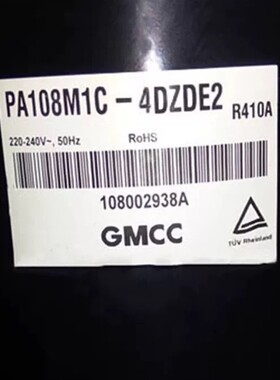 PA108M1C - 4DZDE2 R410A
220-240V~, 50Hz RoHS
108002938A
GMCC
TÜV Rheinland